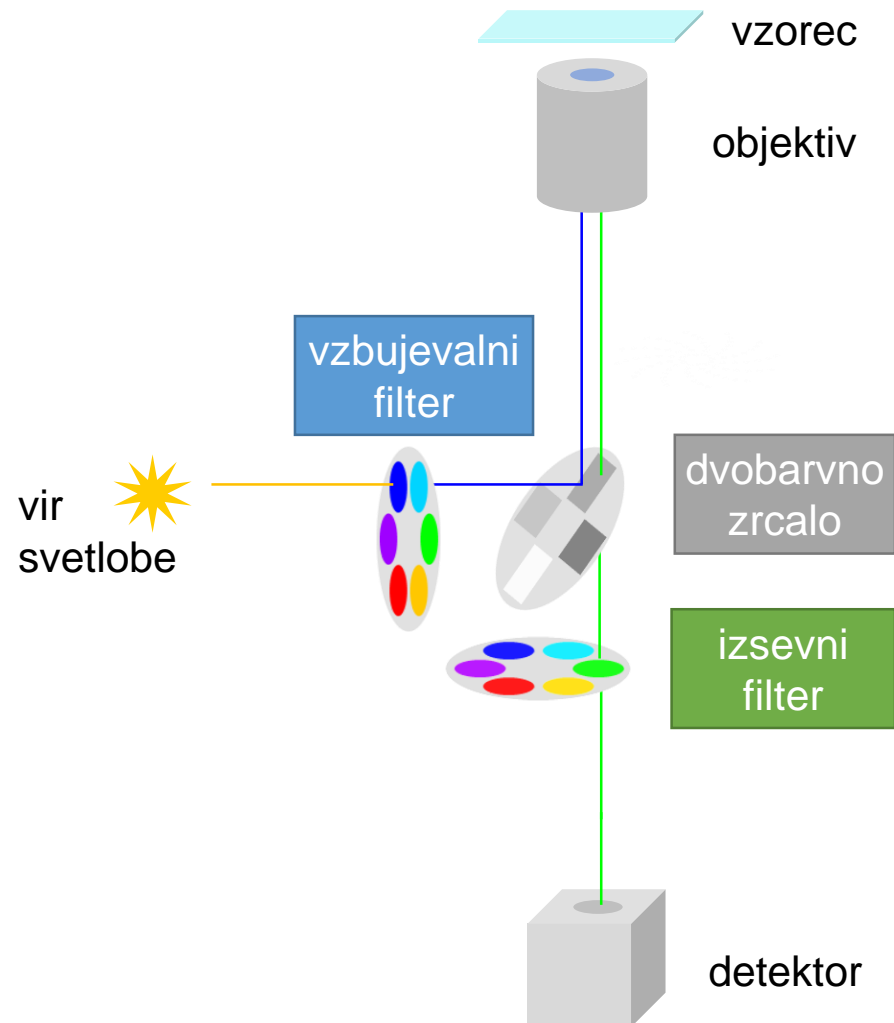 vzorec
objektiv
vzbujevalni
filter
dvobarvno
zrcalo
vir
svetlobe
izsevni
filter
detektor